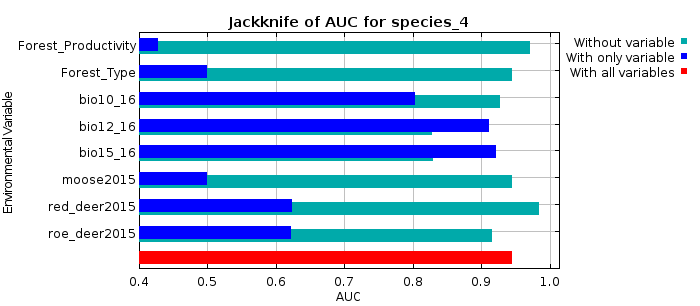 Jackknife of AUC for species_4
Environmental Variable
Forest_Productivity
Forest_Type
bio10_16
bio12_16
bio15_16
moose2015
red_deer2015
roe_deer2015
0.4 0.5 0.6 0.7 0.8 0.9 1.0
AUC
Without variable
With only variable
With all variables